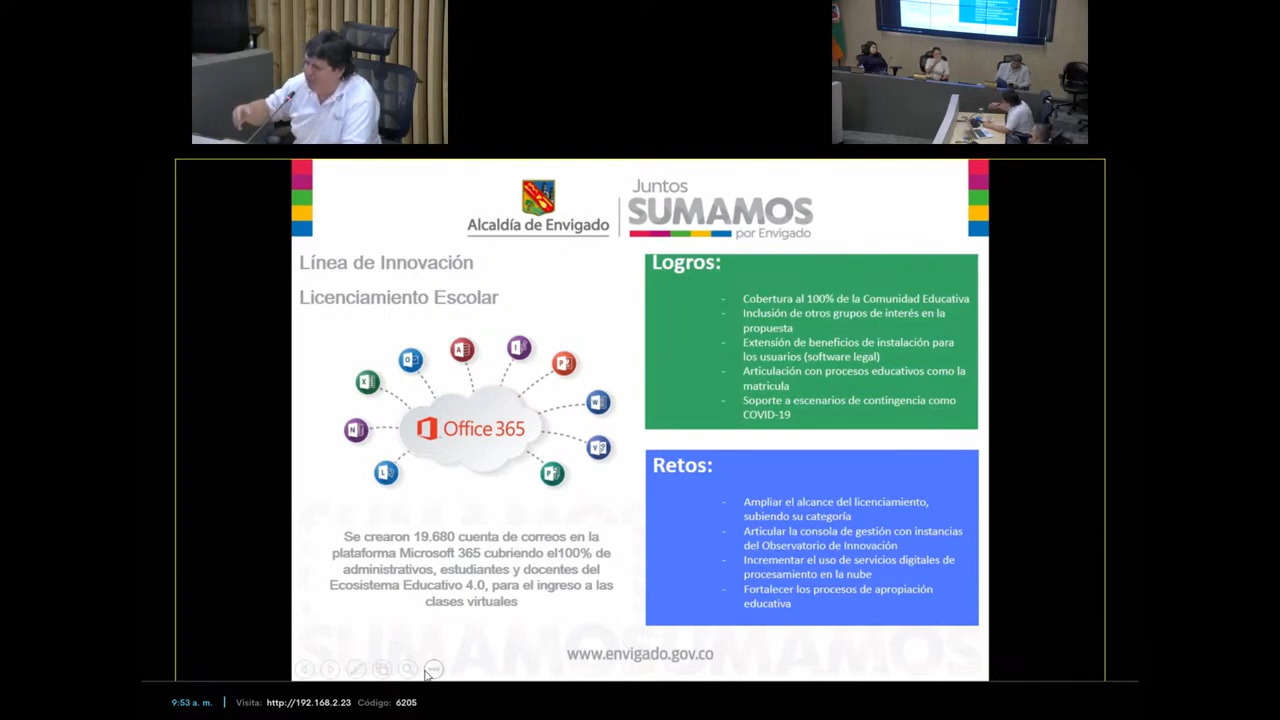 Juntos
SUMAMOS
por Envigado
Alcaldía de Envigado
Línea de Innovación
Licenciamiento Escolar
Office 365
Se crearon 19.680 cuenta de correos en la
plataforma Microsoft 365 cubriendo el100% de
administrativos, estudiantes y docentes del
Ecosistema Educativo 4.0, para el ingreso a las
clases virtuales
Logros:
- Cobertura al 100% de la Comunidad Educativa
- Inclusión de otros grupos de interés en la
propuesta
- Extensión de beneficios de instalación para
los usuarios (software legal)
- Articulación con procesos educativos como la
matricula
- Soporte a escenarios de contingencia como
COVID-19
Retos:
- Ampliar el alcance del licenciamiento,
subiendo su categoría
- Articular la consola de gestión con instancias
del Observatorio de Innovación
- Incrementar el uso de servicios digitales de
procesamiento en la nube
- Fortalecer los procesos de apropiación
educativa
SUMAMOS SUMAMOS
www.envigado.gov.co
9:53 a. m. | Visita: http://192.168.2.23 Código: 6205